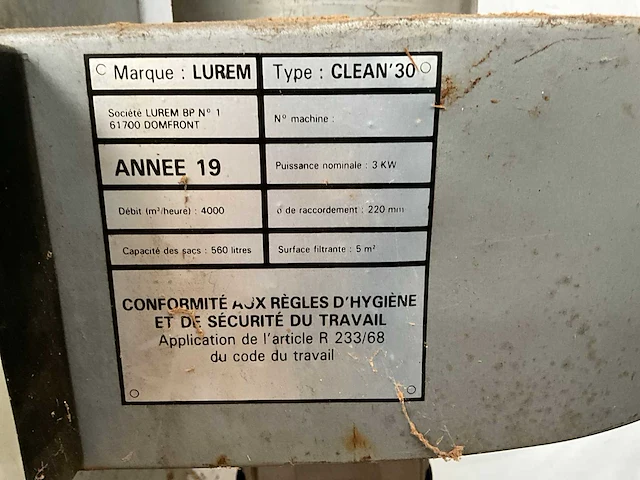 Marque : LUREM
Type : CLEAN'30
Société LUREM BP N° 1
61700 DOMFRONT
N° machine :
ANNEE 19
Puissance nominale : 3 KW
Débit (m³/heure) : 4000
ø de raccordement : 220 mm
Capacité des sacs : 560 litres
Surface filtrante : 5 m²
CONFORMITÉ AUX RÈGLES D'HYGIÈNE
ET DE SÉCURITÉ DU TRAVAIL
Application de l'article R 233/68
du code du travail